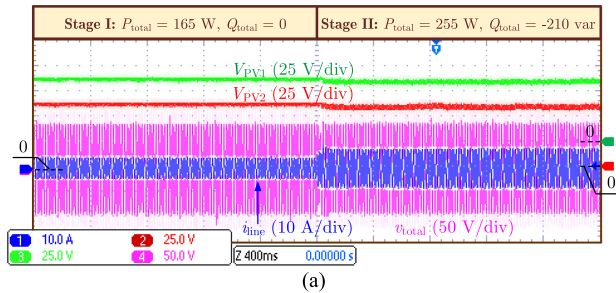 Stage I: P_total = 165 W, Q_total = 0
Stage II: P_total = 255 W, Q_total = -210 var
V_PV1 (25 V/div)
V_PV2 (25 V/div)
0
0
0
i_line (10 A/div)
v_total (50 V/div)
1 10.0 A 2 25.0 V
3 25.0 V 4 50.0 V
Z 400ms 0.00000 s
(a)